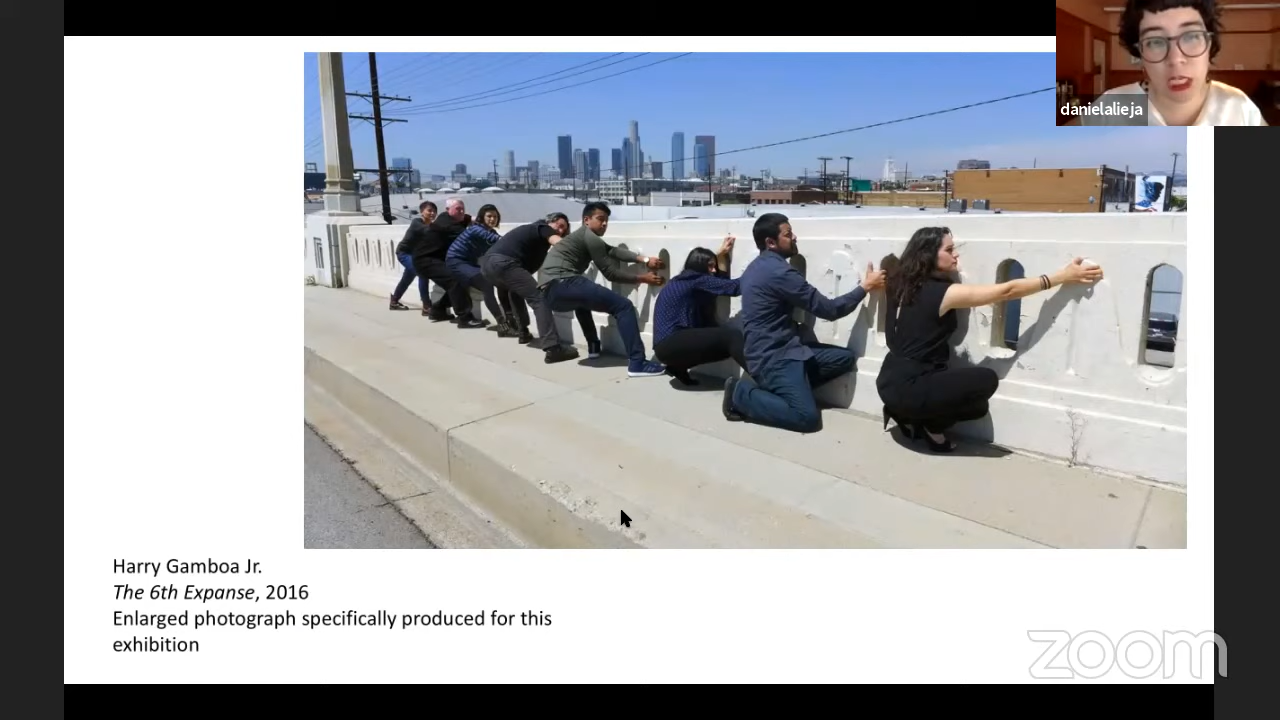 danielalieja
Harry Gamboa Jr.
The 6th Expanse, 2016
Enlarged photograph specifically produced for this
exhibition
zoom